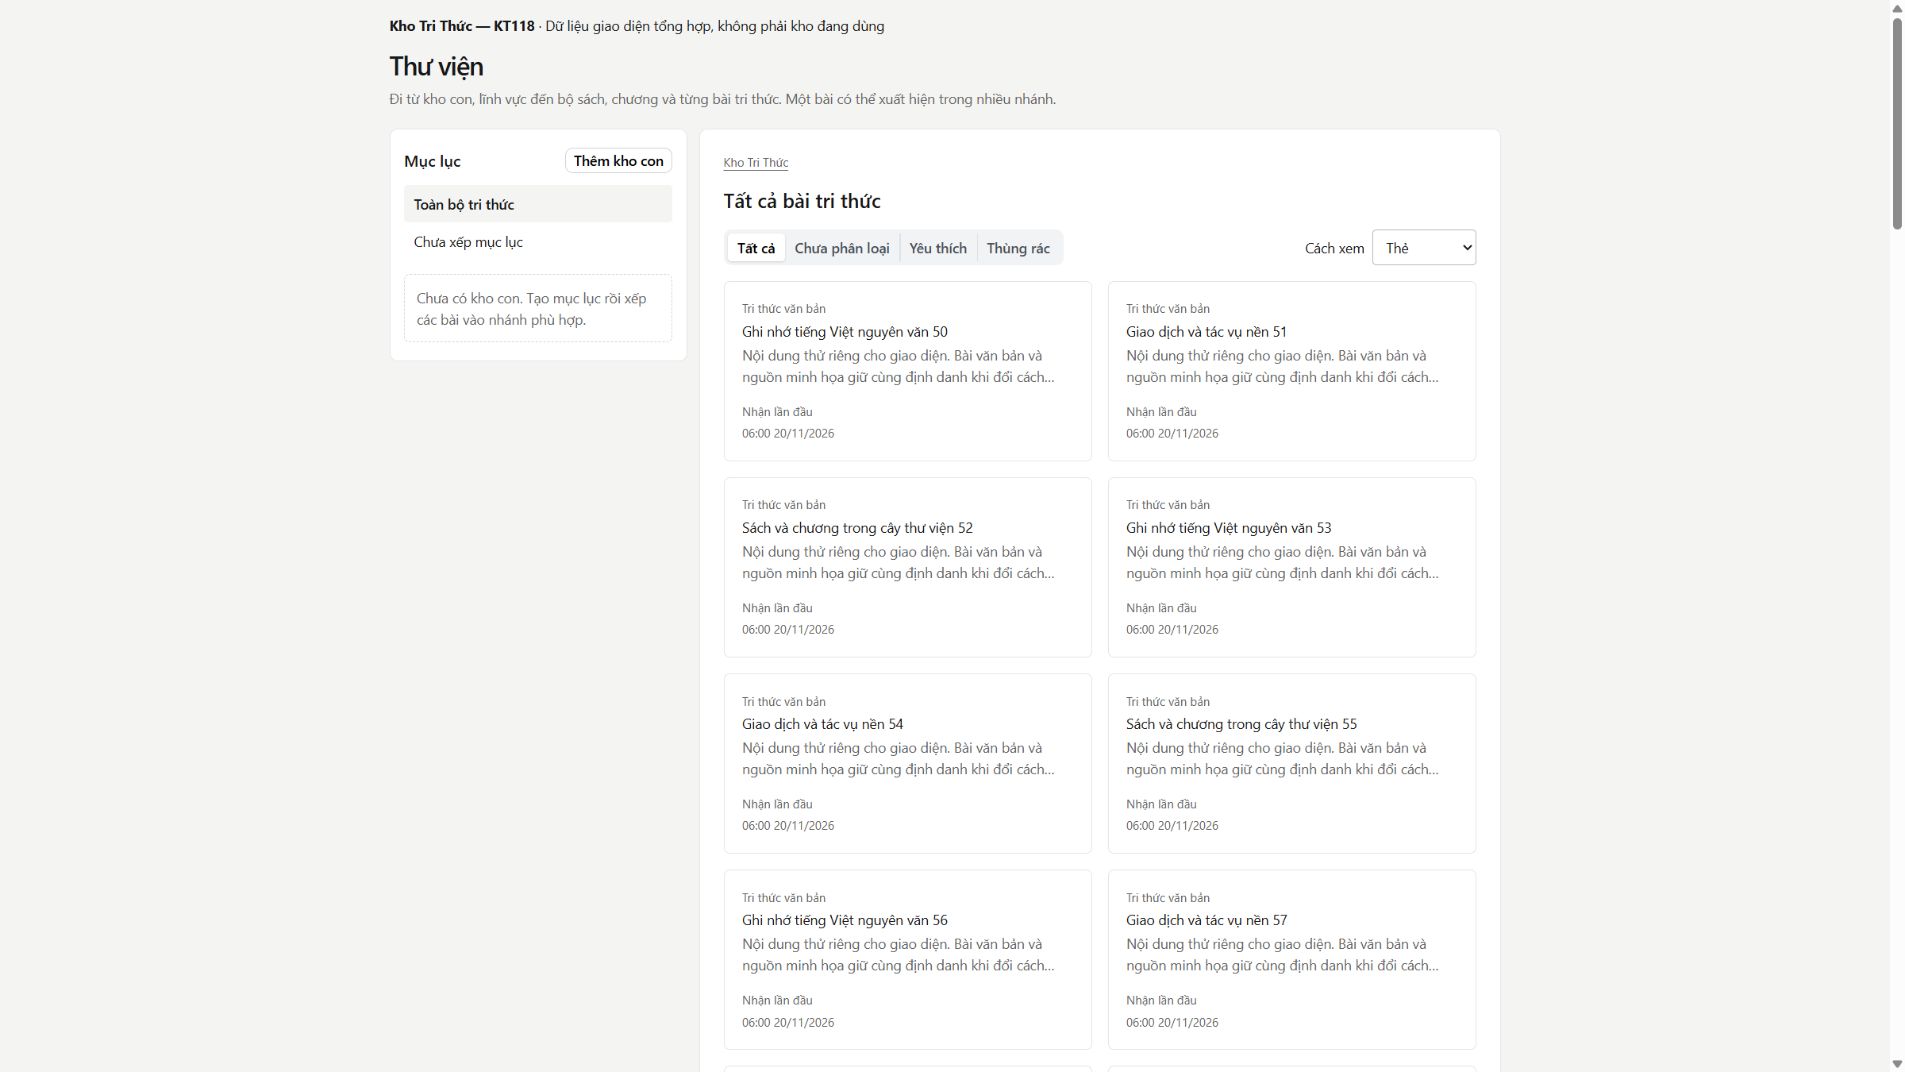 Kho Tri Thức — KT118 · Dữ liệu giao diện tổng hợp, không phải kho đang dùng
Thư viện
Đi từ kho con, lĩnh vực đến bộ sách, chương và từng bài tri thức. Một bài có thể xuất hiện trong nhiều nhánh.
Mục lục
Thêm kho con
Toàn bộ tri thức
Chưa xếp mục lục
Chưa có kho con. Tạo mục lục rồi xếp
các bài vào nhánh phù hợp.
Kho Tri Thức
Tất cả bài tri thức
Tất cả
Chưa phân loại
Yêu thích
Thùng rác
Cách xem
Thẻ
Tri thức văn bản
Ghi nhớ tiếng Việt nguyên văn 50
Nội dung thử riêng cho giao diện. Bài văn bản và
nguồn minh họa giữ cùng định danh khi đổi cách...
Nhận lần đầu
06:00 20/11/2026
Tri thức văn bản
Giao dịch và tác vụ nền 51
Nội dung thử riêng cho giao diện. Bài văn bản và
nguồn minh họa giữ cùng định danh khi đổi cách...
Nhận lần đầu
06:00 20/11/2026
Tri thức văn bản
Sách và chương trong cây thư viện 52
Nội dung thử riêng cho giao diện. Bài văn bản và
nguồn minh họa giữ cùng định danh khi đổi cách...
Nhận lần đầu
06:00 20/11/2026
Tri thức văn bản
Ghi nhớ tiếng Việt nguyên văn 53
Nội dung thử riêng cho giao diện. Bài văn bản và
nguồn minh họa giữ cùng định danh khi đổi cách...
Nhận lần đầu
06:00 20/11/2026
Tri thức văn bản
Giao dịch và tác vụ nền 54
Nội dung thử riêng cho giao diện. Bài văn bản và
nguồn minh họa giữ cùng định danh khi đổi cách...
Nhận lần đầu
06:00 20/11/2026
Tri thức văn bản
Sách và chương trong cây thư viện 55
Nội dung thử riêng cho giao diện. Bài văn bản và
nguồn minh họa giữ cùng định danh khi đổi cách...
Nhận lần đầu
06:00 20/11/2026
Tri thức văn bản
Ghi nhớ tiếng Việt nguyên văn 56
Nội dung thử riêng cho giao diện. Bài văn bản và
nguồn minh họa giữ cùng định danh khi đổi cách...
Nhận lần đầu
06:00 20/11/2026
Tri thức văn bản
Giao dịch và tác vụ nền 57
Nội dung thử riêng cho giao diện. Bài văn bản và
nguồn minh họa giữ cùng định danh khi đổi cách...
Nhận lần đầu
06:00 20/11/2026